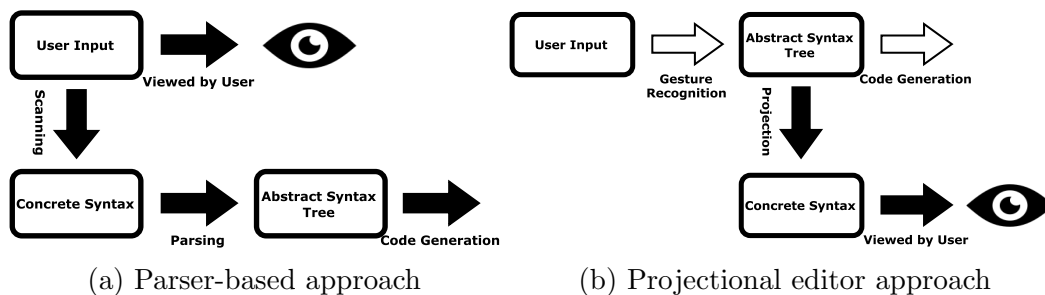 User Input
Viewed by User
Scanning
Concrete Syntax
Parsing
Abstract Syntax
Tree
Code Generation
(a) Parser-based approach
User Input
Gesture
Recognition
Abstract Syntax
Tree
Code Generation
Projection
Concrete Syntax
Viewed by User
(b) Projectional editor approach